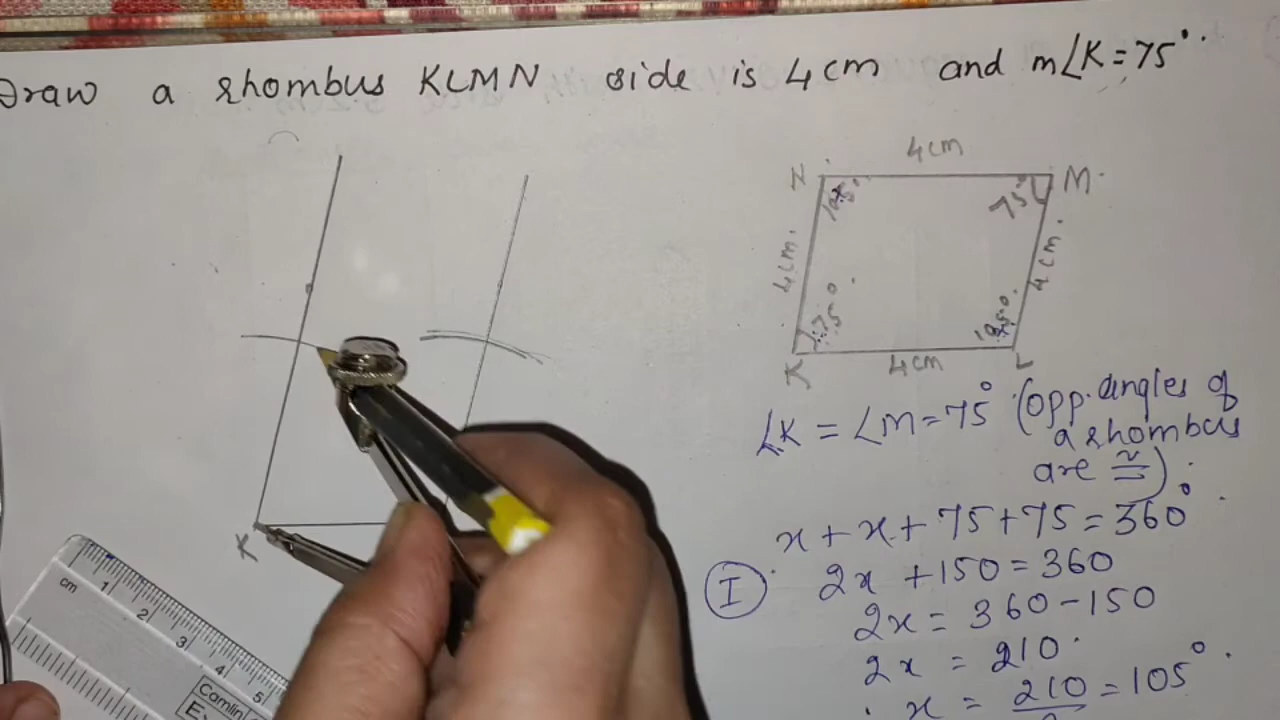 Draw a rhombus KLMN side is 4cm and m∠K=75°.
4cm
N M
105° 75°
4cm. 4cm.
75° 105°
K L
4cm
∠K = ∠M=75° (opp. angles of
a rhombus
are ≅).
x + x + 75+75 = 360°
I 2x +150=360
2x = 360-150
2x = 210
x = 210 = 105°
K
cm 1 2 3 4 5
Camlin